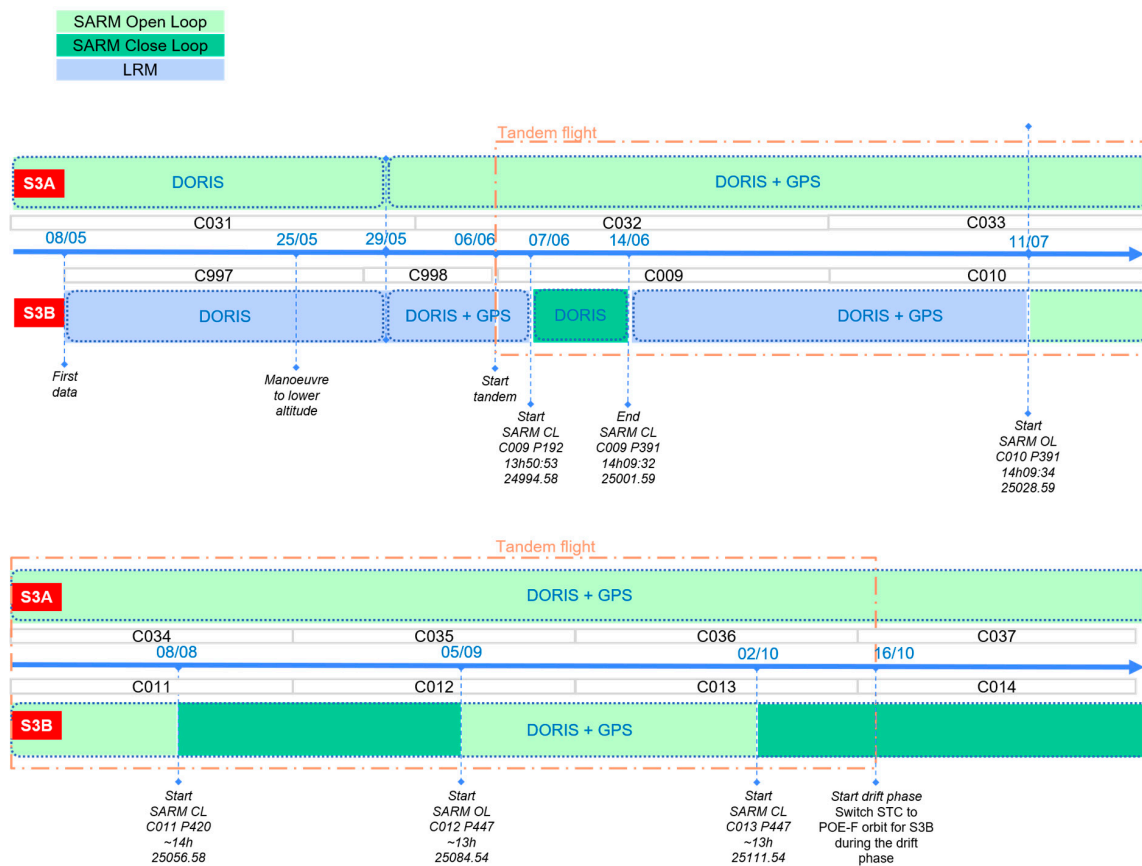 SARM Open Loop
SARM Close Loop
LRM
Tandem flight
S3A
DORIS
DORIS + GPS
C031
C032
C033
08/05
25/05
29/05
06/06
07/06
14/06
11/07
C997
C998
C009
C010
S3B
DORIS
DORIS + GPS
DORIS
DORIS + GPS
First
data
Manoeuvre
to lower
altitude
Start
tandem
Start
SARM CL
C009 P192
13h50:53
24994.58
End
SARM CL
C009 P391
14h09:32
25001.59
Start
SARM OL
C010 P391
14h09:34
25028.59
Tandem flight
S3A
DORIS + GPS
C034
C035
C036
C037
08/08
05/09
02/10
16/10
C011
C012
C013
C014
S3B
DORIS + GPS
Start
SARM CL
C011 P420
~14h
25056.58
Start
SARM OL
C012 P447
~13h
25084.54
Start
SARM CL
C013 P447
~13h
25111.54
Start drift phase
Switch STC to
POE-F orbit for S3B
during the drift
phase